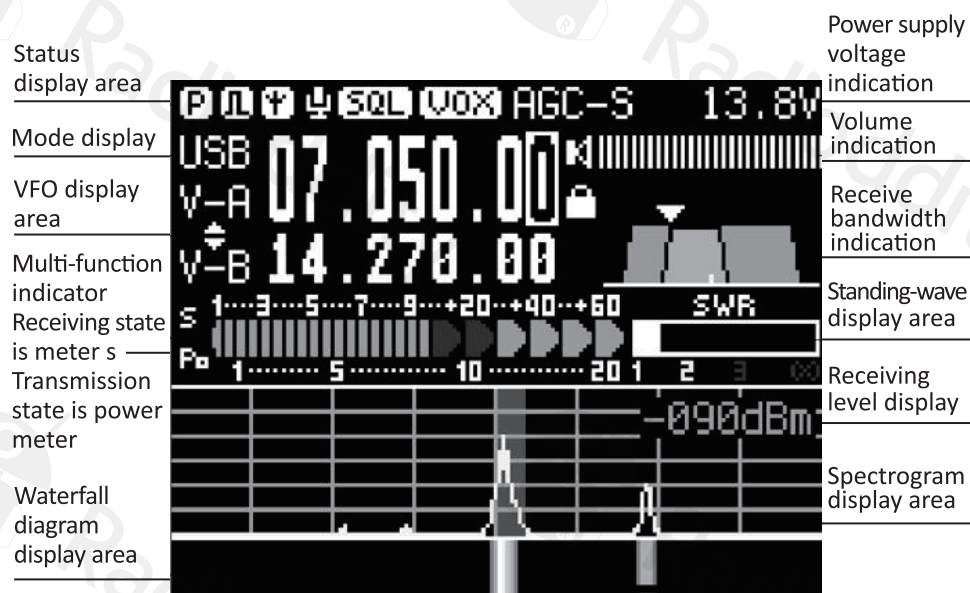 Status
display area
Mode display
VFO display
area
Multi-function
indicator
Receiving state
is meter s
Transmission
state is power
meter
Waterfall
diagram
display area
P SQL VOX AGC-S 13.8V
USB 07.050.00
V-A
V-B 14.270.00
S 1····3····5····7····9···+20··+40··+60
Po 1········· 5 ············ 10 ············ 20
SWR
1 2 3 ∞
-090dBm
Power supply
voltage
indication
Volume
indication
Receive
bandwidth
indication
Standing-wave
display area
Receiving
level display
Spectrogram
display area